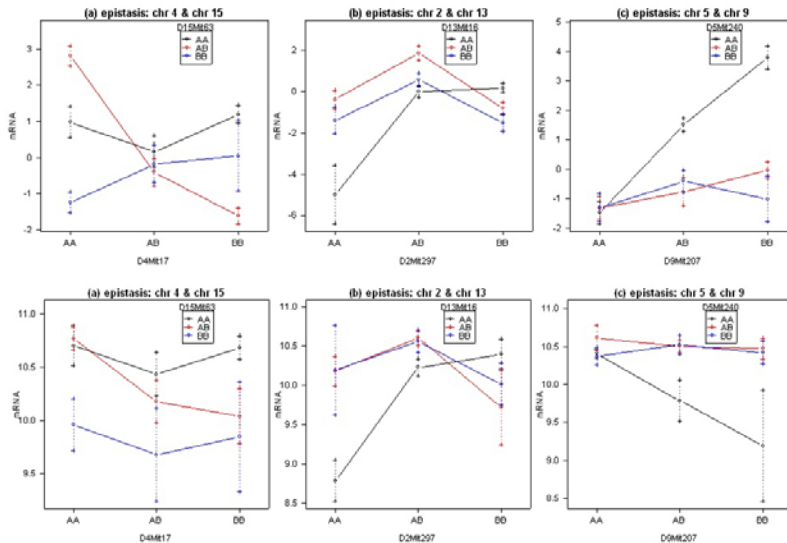 (a) epistasis: chr 4 & chr 15
D15Mit63
AA
AB
BB
mRNA
3
2
1
0
-1
-2
AA
AB
BB
D4Mit17
(b) epistasis: chr 2 & chr 13
D13Mit16
AA
AB
BB
mRNA
2
0
-2
-4
-6
AA
AB
BB
D2Mit297
(c) epistasis: chr 5 & chr 9
D5Mit240
AA
AB
BB
mRNA
5
4
3
2
1
0
-1
-2
AA
AB
BB
D9Mit207
(a) epistasis: chr 4 & chr 15
D15Mit63
AA
AB
BB
mRNA
11.0
10.5
10.0
9.5
AA
AB
BB
D4Mit17
(b) epistasis: chr 2 & chr 13
D13Mit16
AA
AB
BB
mRNA
11.0
10.5
10.0
9.5
9.0
8.5
AA
AB
BB
D2Mit297
(c) epistasis: chr 5 & chr 9
D5Mit240
AA
AB
BB
mRNA
11.0
10.5
10.0
9.5
9.0
8.5
AA
AB
BB
D9Mit207